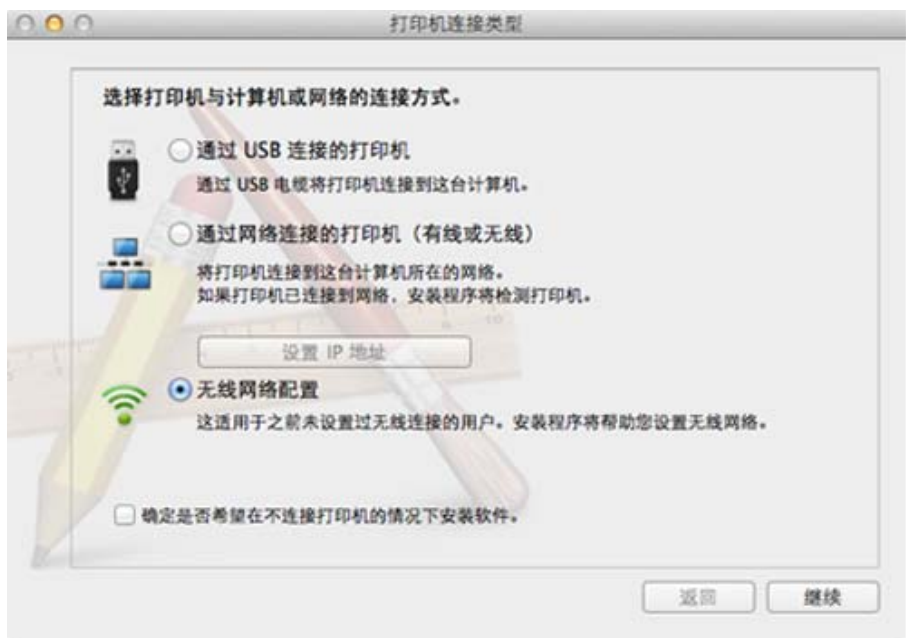 打印机连接类型
选择打印机与计算机或网络的连接方式。
通过 USB 连接的打印机
通过 USB 电缆将打印机连接到这台计算机。
通过网络连接的打印机（有线或无线）
将打印机连接到这台计算机所在的网络。
如果打印机已连接到网络，安装程序将检测打印机。
设置 IP 地址
无线网络配置
这适用于之前未设置过无线连接的用户。安装程序将帮助您设置无线网络。
确定是否希望在不连接打印机的情况下安装软件。
返回
继续